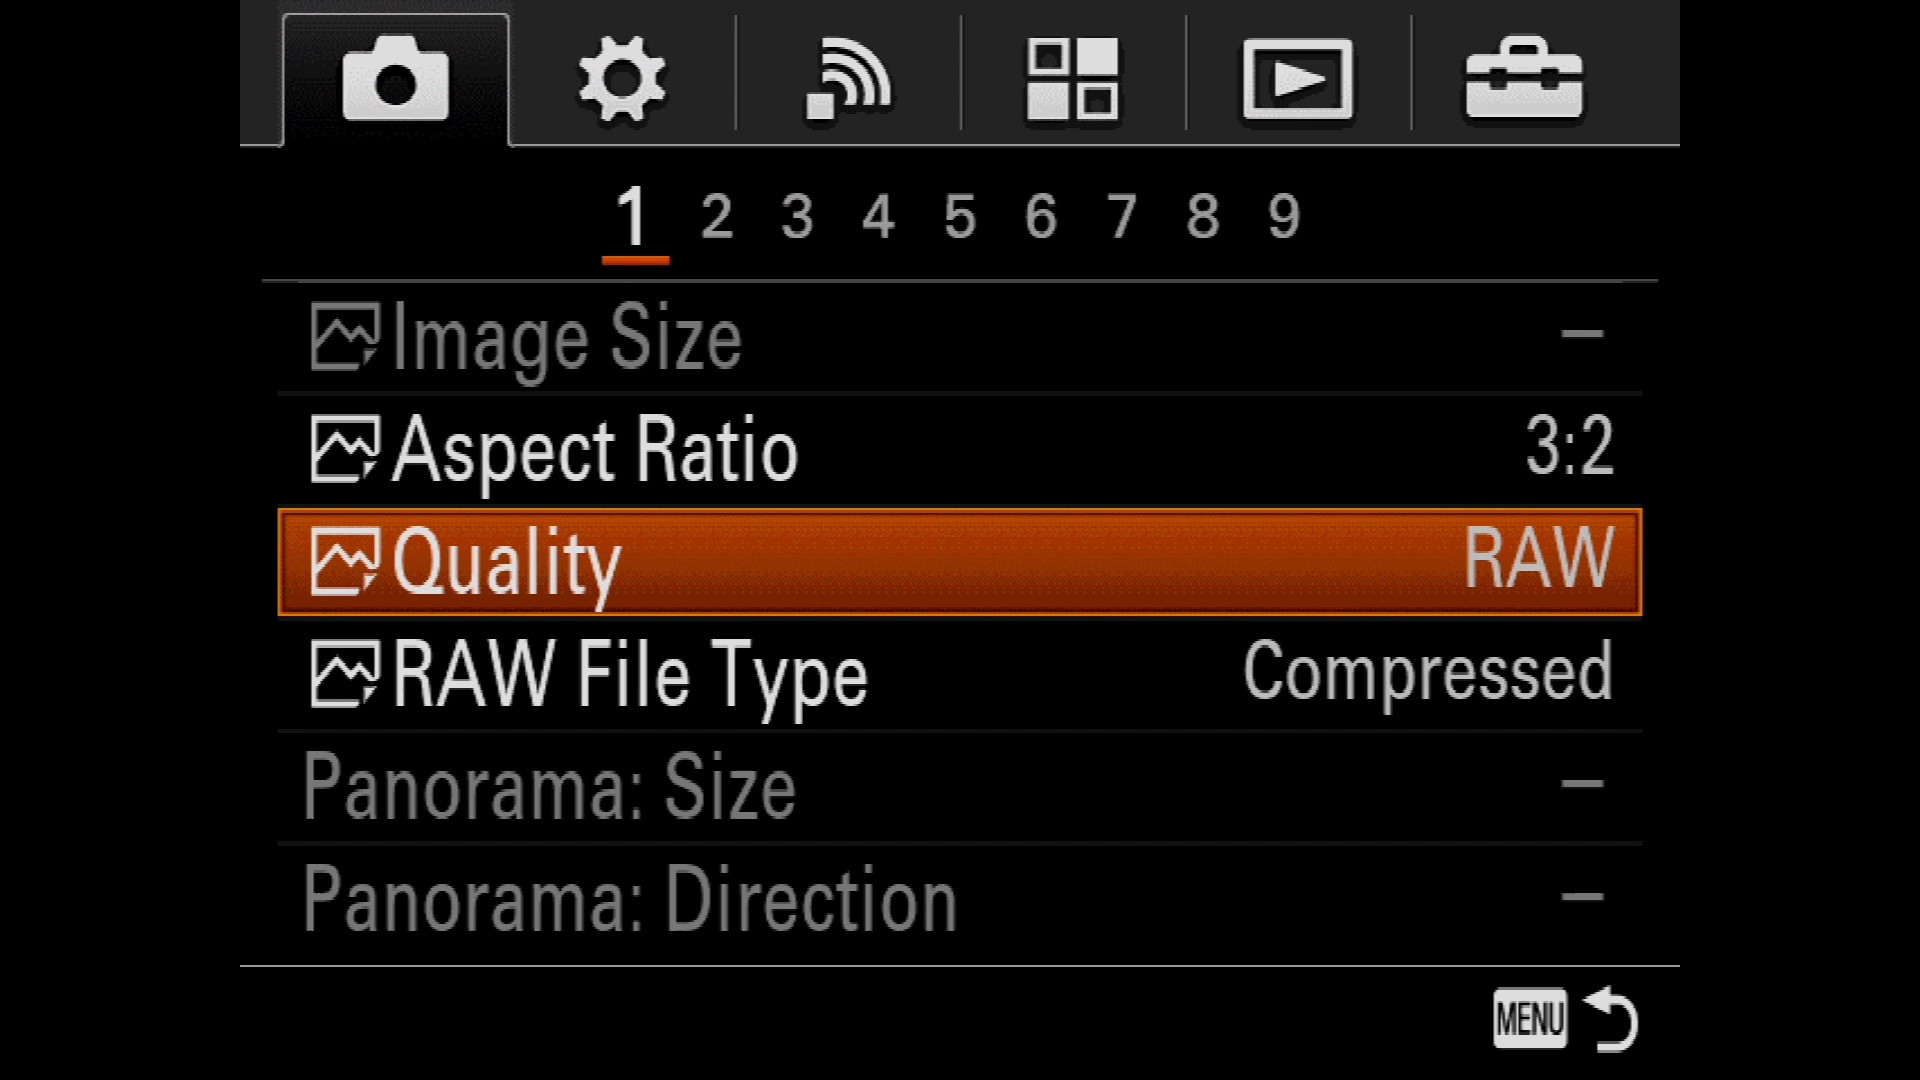 1 2 3 4 5 6 7 8 9
Image Size –
Aspect Ratio 3:2
Quality RAW
RAW File Type Compressed
Panorama: Size –
Panorama: Direction –
MENU